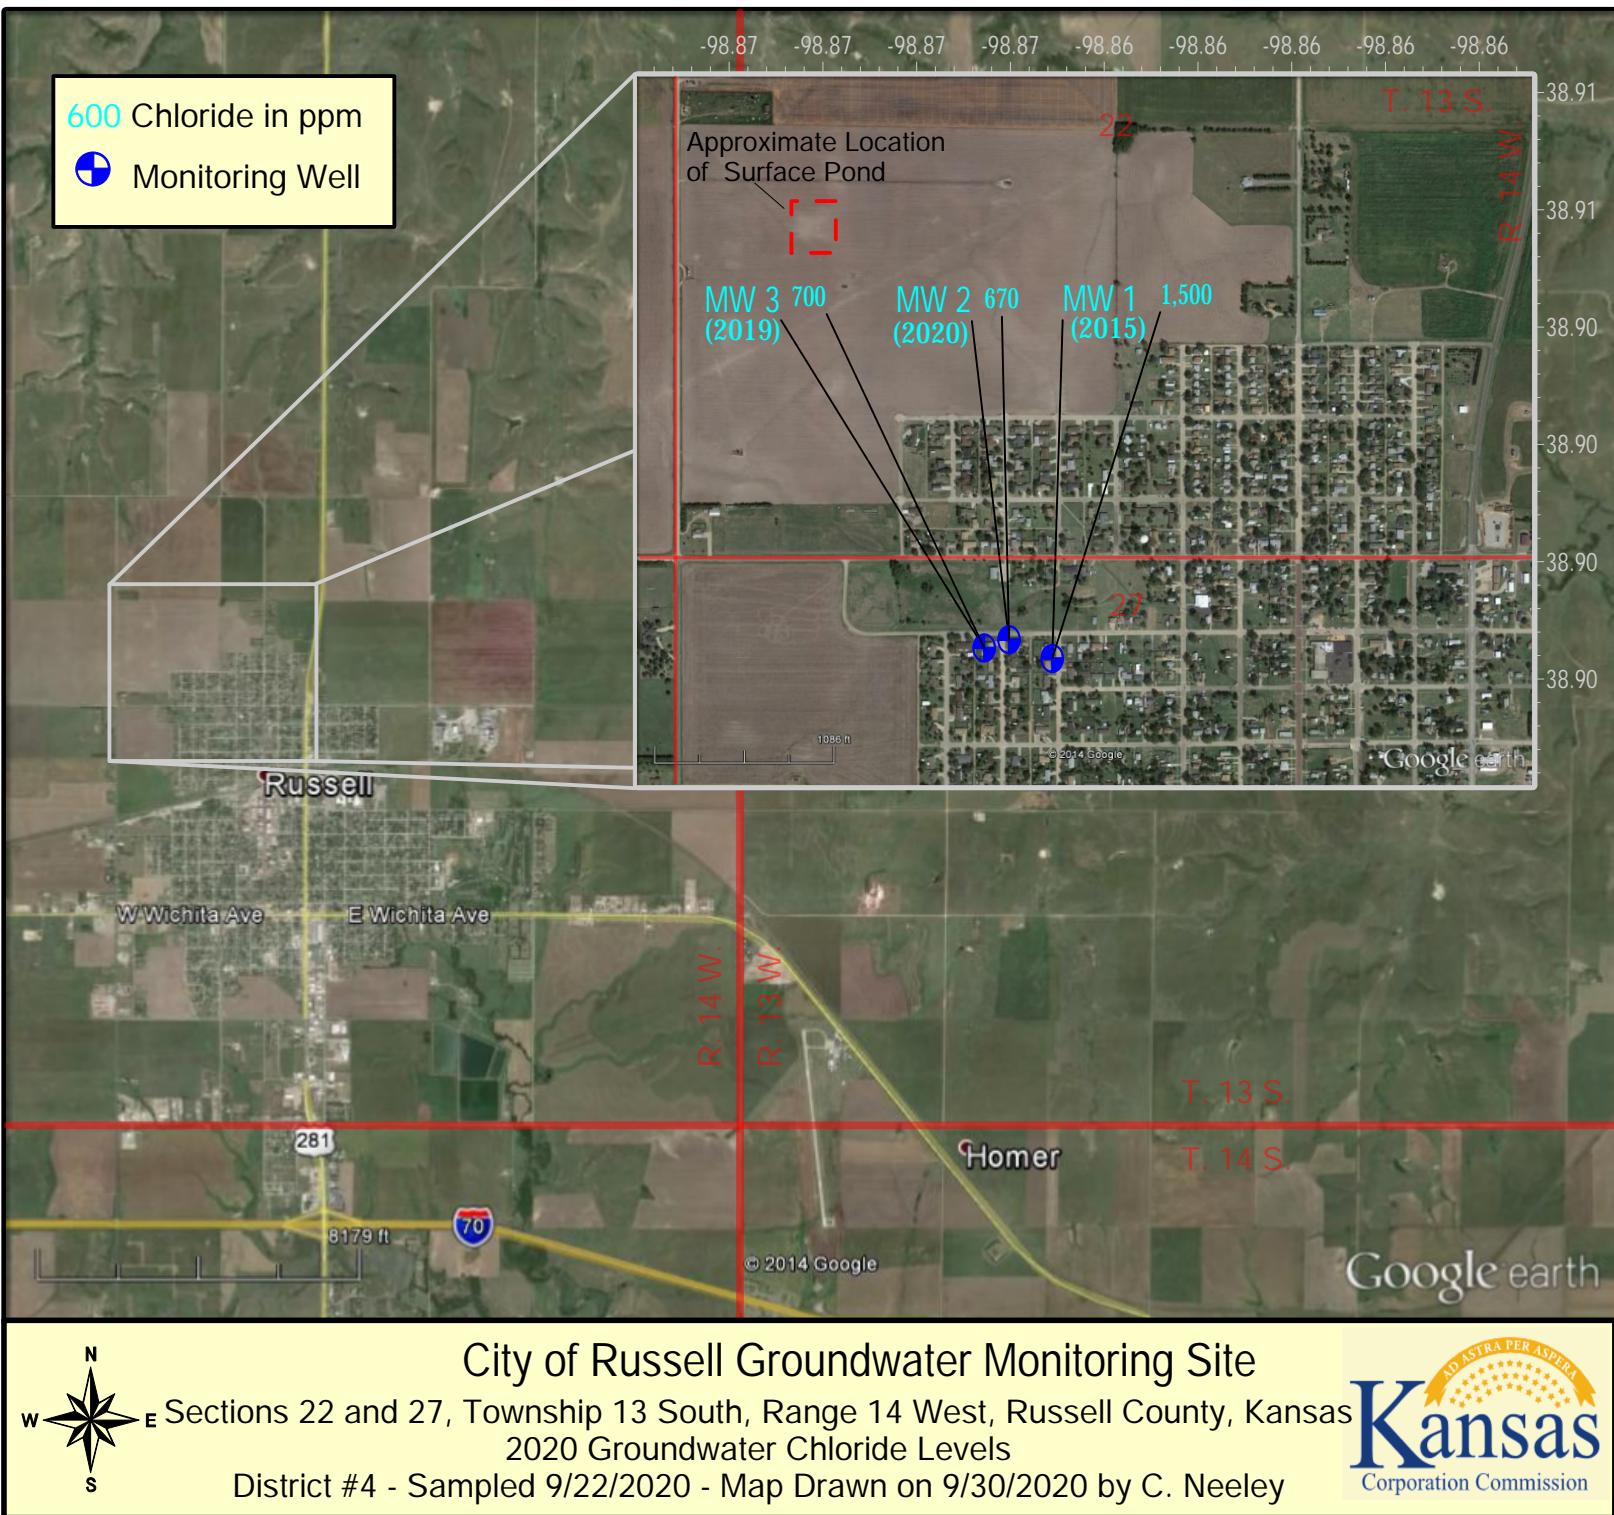 600 Chloride in ppm
Monitoring Well
-98.87 -98.87 -98.87 -98.87 -98.86 -98.86 -98.86 -98.86 -98.86
38.91
38.91
38.90
38.90
38.90
38.90
T. 13 S.
R. 14 W.
22
Approximate Location
of Surface Pond
MW 3 700
(2019)
MW 2 670
(2020)
MW 1 1,500
(2015)
27
1086 ft
© 2014 Google
Google earth
Russell
W Wichita Ave
E Wichita Ave
R. 14 W.
R. 13 W.
T. 13 S.
T. 14 S.
Homer
281
70
8179 ft
© 2014 Google
Google earth
N
W E
S
City of Russell Groundwater Monitoring Site
Sections 22 and 27, Township 13 South, Range 14 West, Russell County, Kansas
2020 Groundwater Chloride Levels
District #4 - Sampled 9/22/2020 - Map Drawn on 9/30/2020 by C. Neeley
AD ASTRA PER ASPERA
Kansas
Corporation Commission